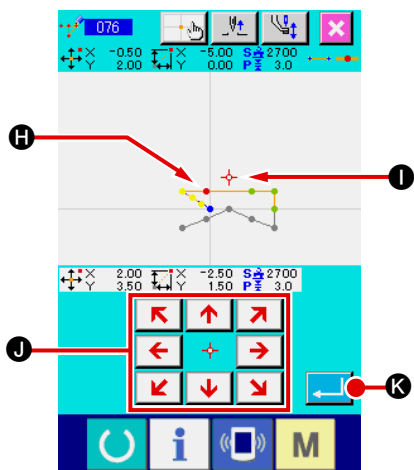 076
X -0.50 X -5.00 S 2700
Y 2.00 Y 0.00 P 3.0
H
I
X 2.00 X -2.50 S 2700
Y 3.50 Y 1.50 P 3.0
J
K
i M